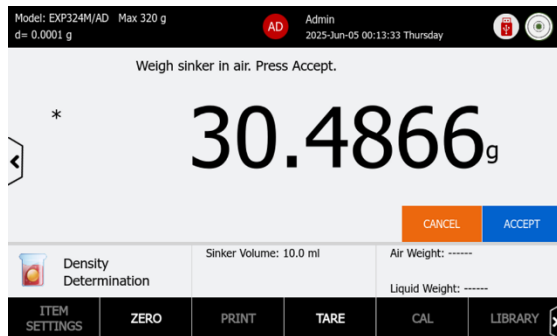 Model: EXP324M/AD Max 320 g
d= 0.0001 g
AD
Admin
2025-Jun-05 00:13:33 Thursday
Weigh sinker in air. Press Accept.
*
30.4866 g
CANCEL
ACCEPT
Density
Determination
Sinker Volume: 10.0 ml
Air Weight: ------
Liquid Weight: ------
ITEM
SETTINGS
ZERO
PRINT
TARE
CAL
LIBRARY